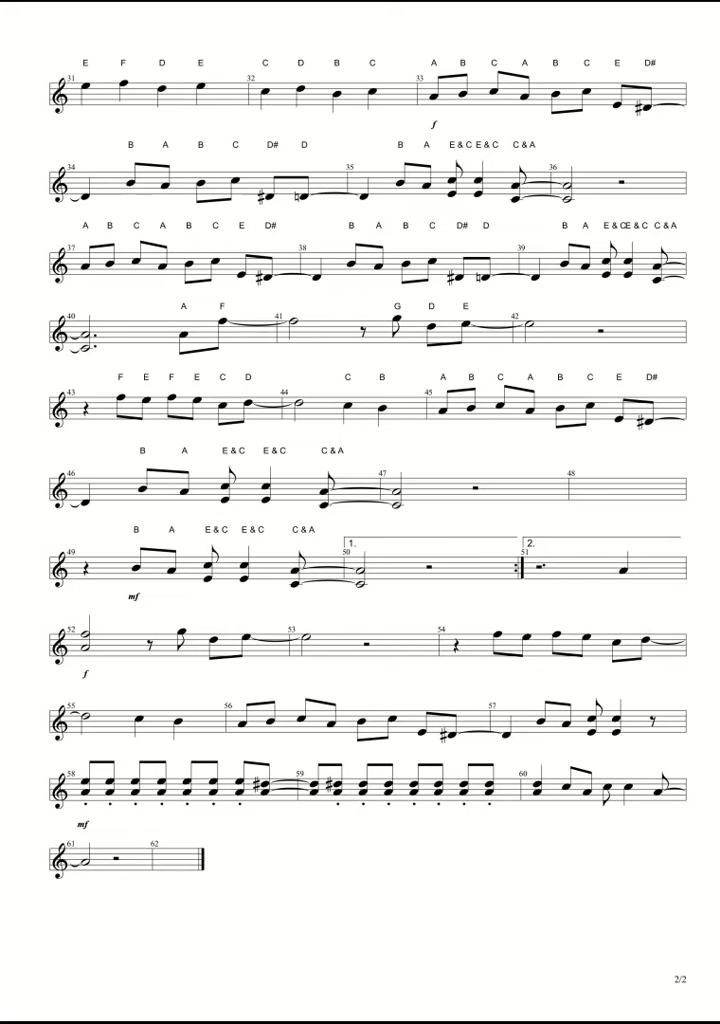 E F D E C D B C A B C A B C E D#
31 32 33
f
B A B C D# D B A E & C E & C C & A
34 35 36
A B C A B C E D# B A B C D# D B A E & C E & C C & A
37 38 39
A F G D E
40 41 42
F E F E C D C B A B C A B C E D#
43 44 45
B A E & C E & C C & A
46 47 48
B A E & C E & C C & A
1. 2.
49 50 51
mf
52 53 54
f
55 56 57
58 59 60
mf
61 62
2/2